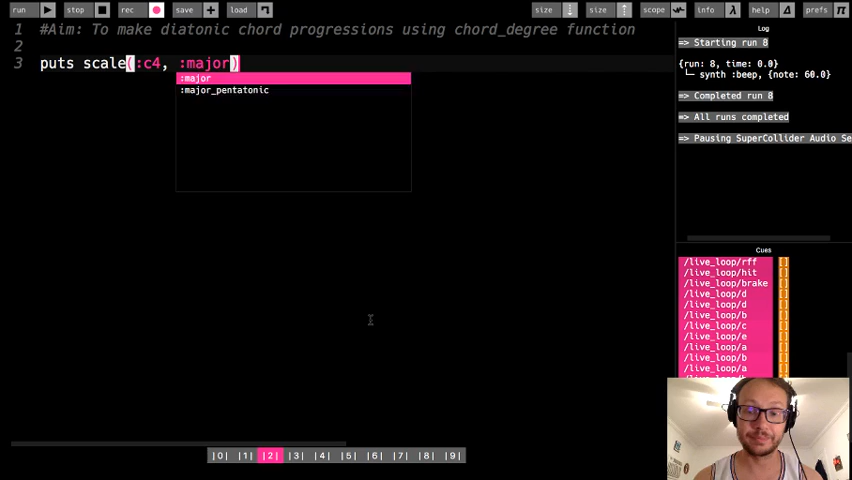 run stop rec save + load size size scope info λ help prefs π
1 #Aim: To make diatonic chord progressions using chord_degree function
2
3 puts scale(:c4, :major)
:major
:major_pentatonic
Log
=> Starting run 8
{run: 8, time: 0.0}
synth :beep, {note: 60.0}
=> Completed run 8
=> All runs completed
=> Pausing SuperCollider Audio Se
Cues
/live_loop/rff []
/live_loop/hit []
/live_loop/brake []
/live_loop/d []
/live_loop/d []
/live_loop/b []
/live_loop/c []
/live_loop/e []
/live_loop/a []
/live_loop/b []
/live_loop/a []
|0| |1| |2| |3| |4| |5| |6| |7| |8| |9|